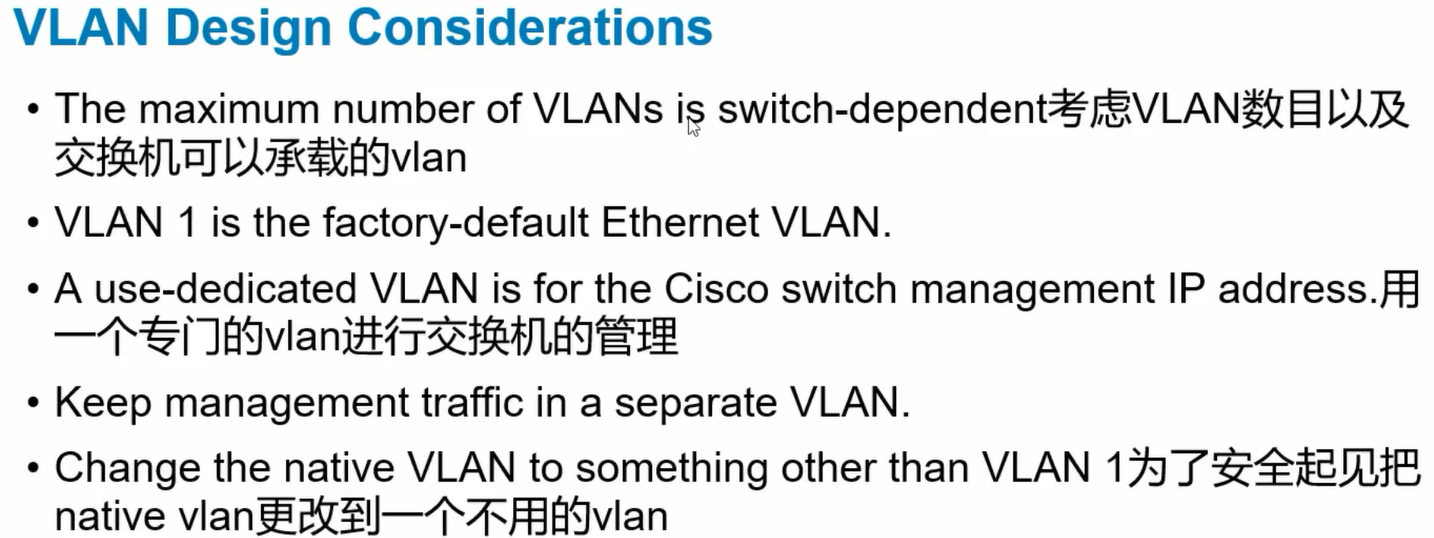 VLAN Design Considerations
• The maximum number of VLANs is switch-dependent考虑VLAN数目以及
交换机可以承载的vlan
• VLAN 1 is the factory-default Ethernet VLAN.
• A use-dedicated VLAN is for the Cisco switch management IP address.用
一个专门的vlan进行交换机的管理
• Keep management traffic in a separate VLAN.
• Change the native VLAN to something other than VLAN 1为了安全起见把
native vlan更改到一个不用的vlan